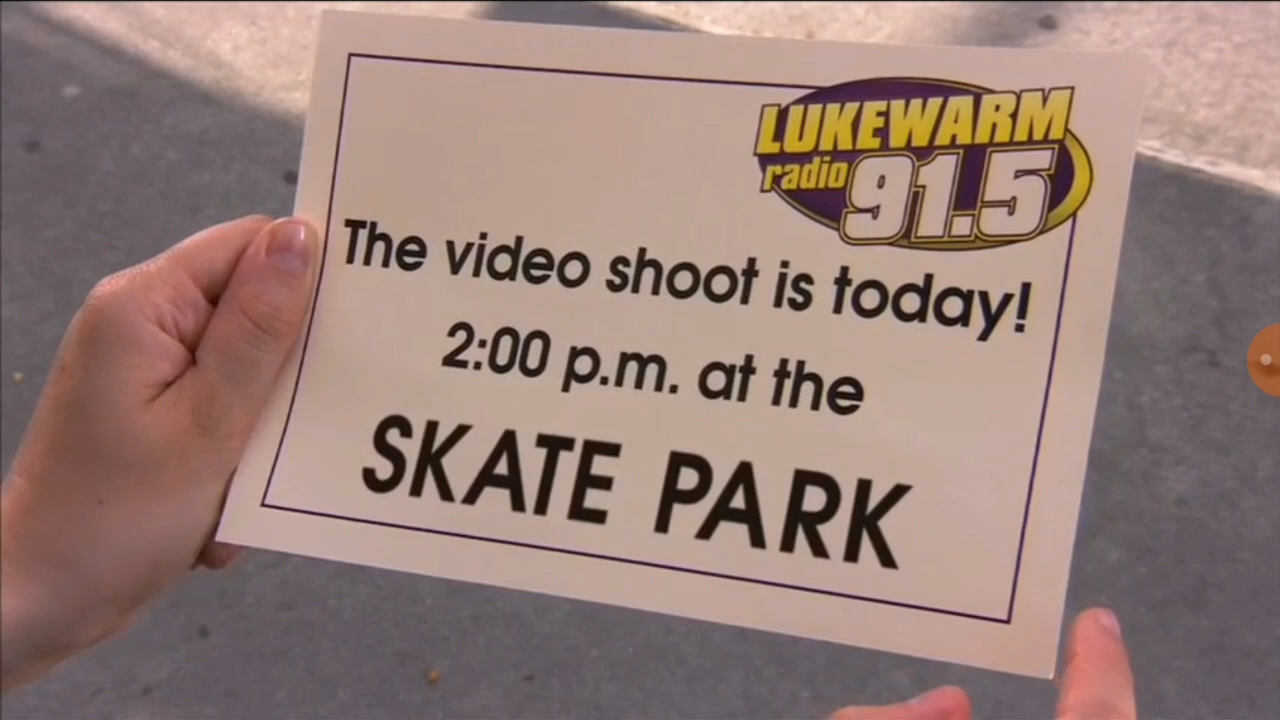 LUKEWARM
radio 91.5
The video shoot is today!
2:00 p.m. at the
SKATE PARK